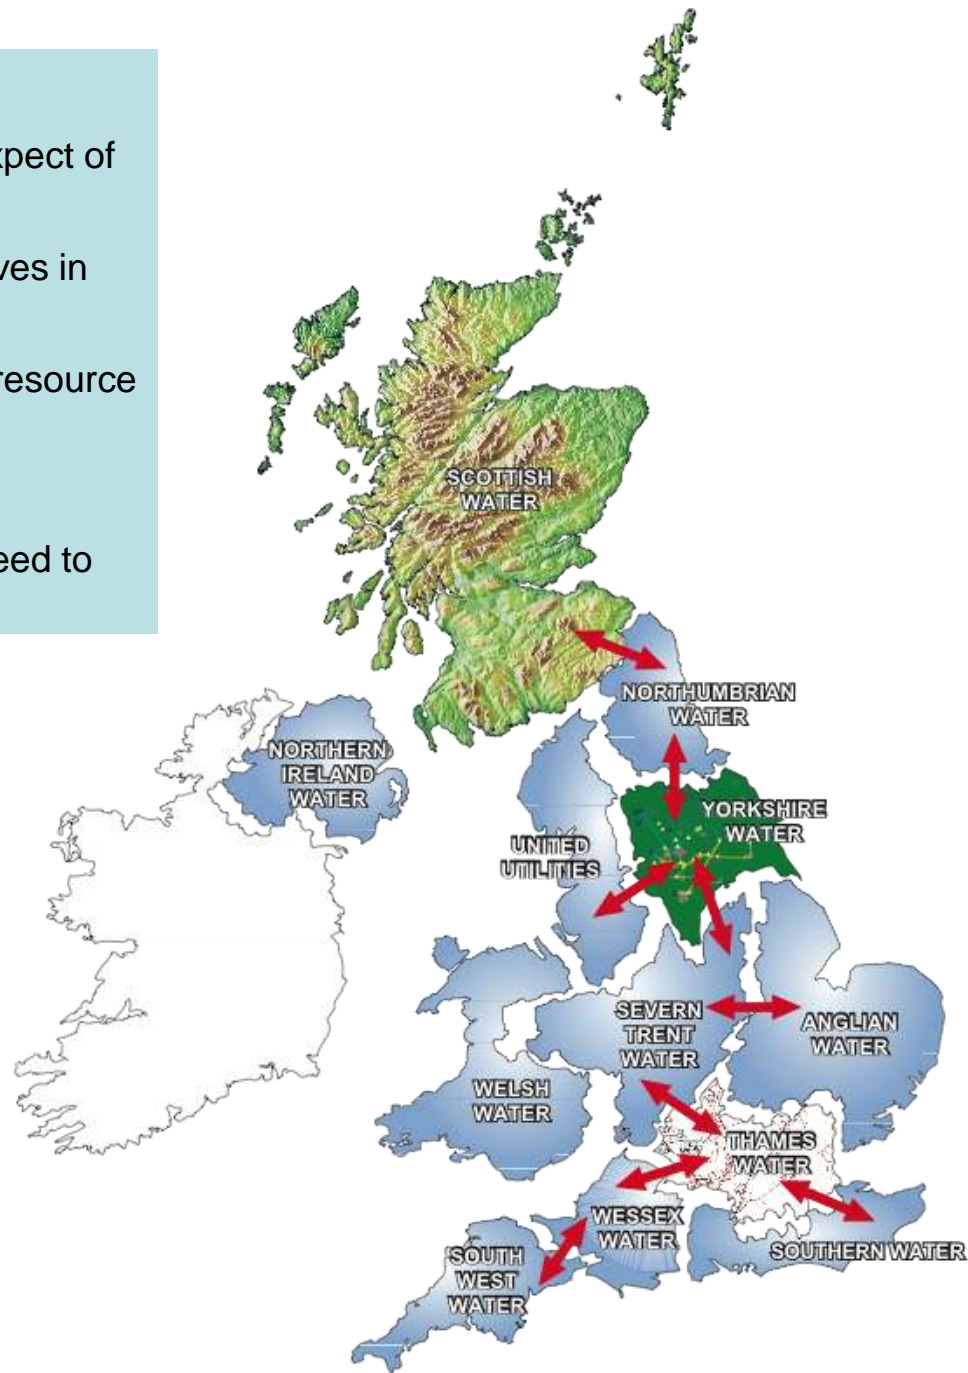 xpect of
ves in
resource
eed to
SCOTTISH
WATER
NORTHUMBRIAN
WATER
NORTHERN
IRELAND
WATER
YORKSHIRE
WATER
UNITED
UTILITIES
SEVERN
TRENT
WATER
ANGLIAN
WATER
WELSH
WATER
THAMES
WATER
WESSEX
WATER
SOUTHERN WATER
SOUTH
WEST
WATER